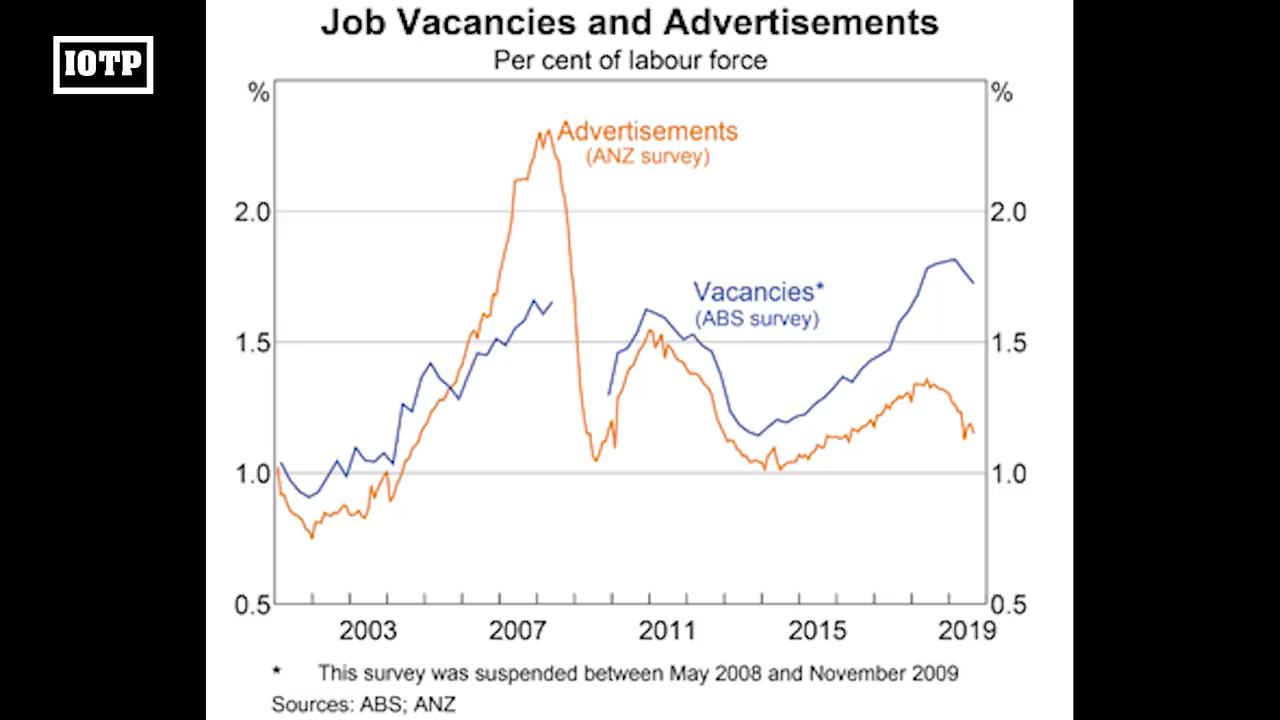 Job Vacancies and Advertisements
IOTP
Per cent of labour force
% %
Advertisements
(ANZ survey)
2.0 2.0
Vacancies*
(ABS survey)
1.5 1.5
1.0 1.0
0.5 0.5
2003 2007 2011 2015 2019
* This survey was suspended between May 2008 and November 2009
Sources: ABS; ANZ